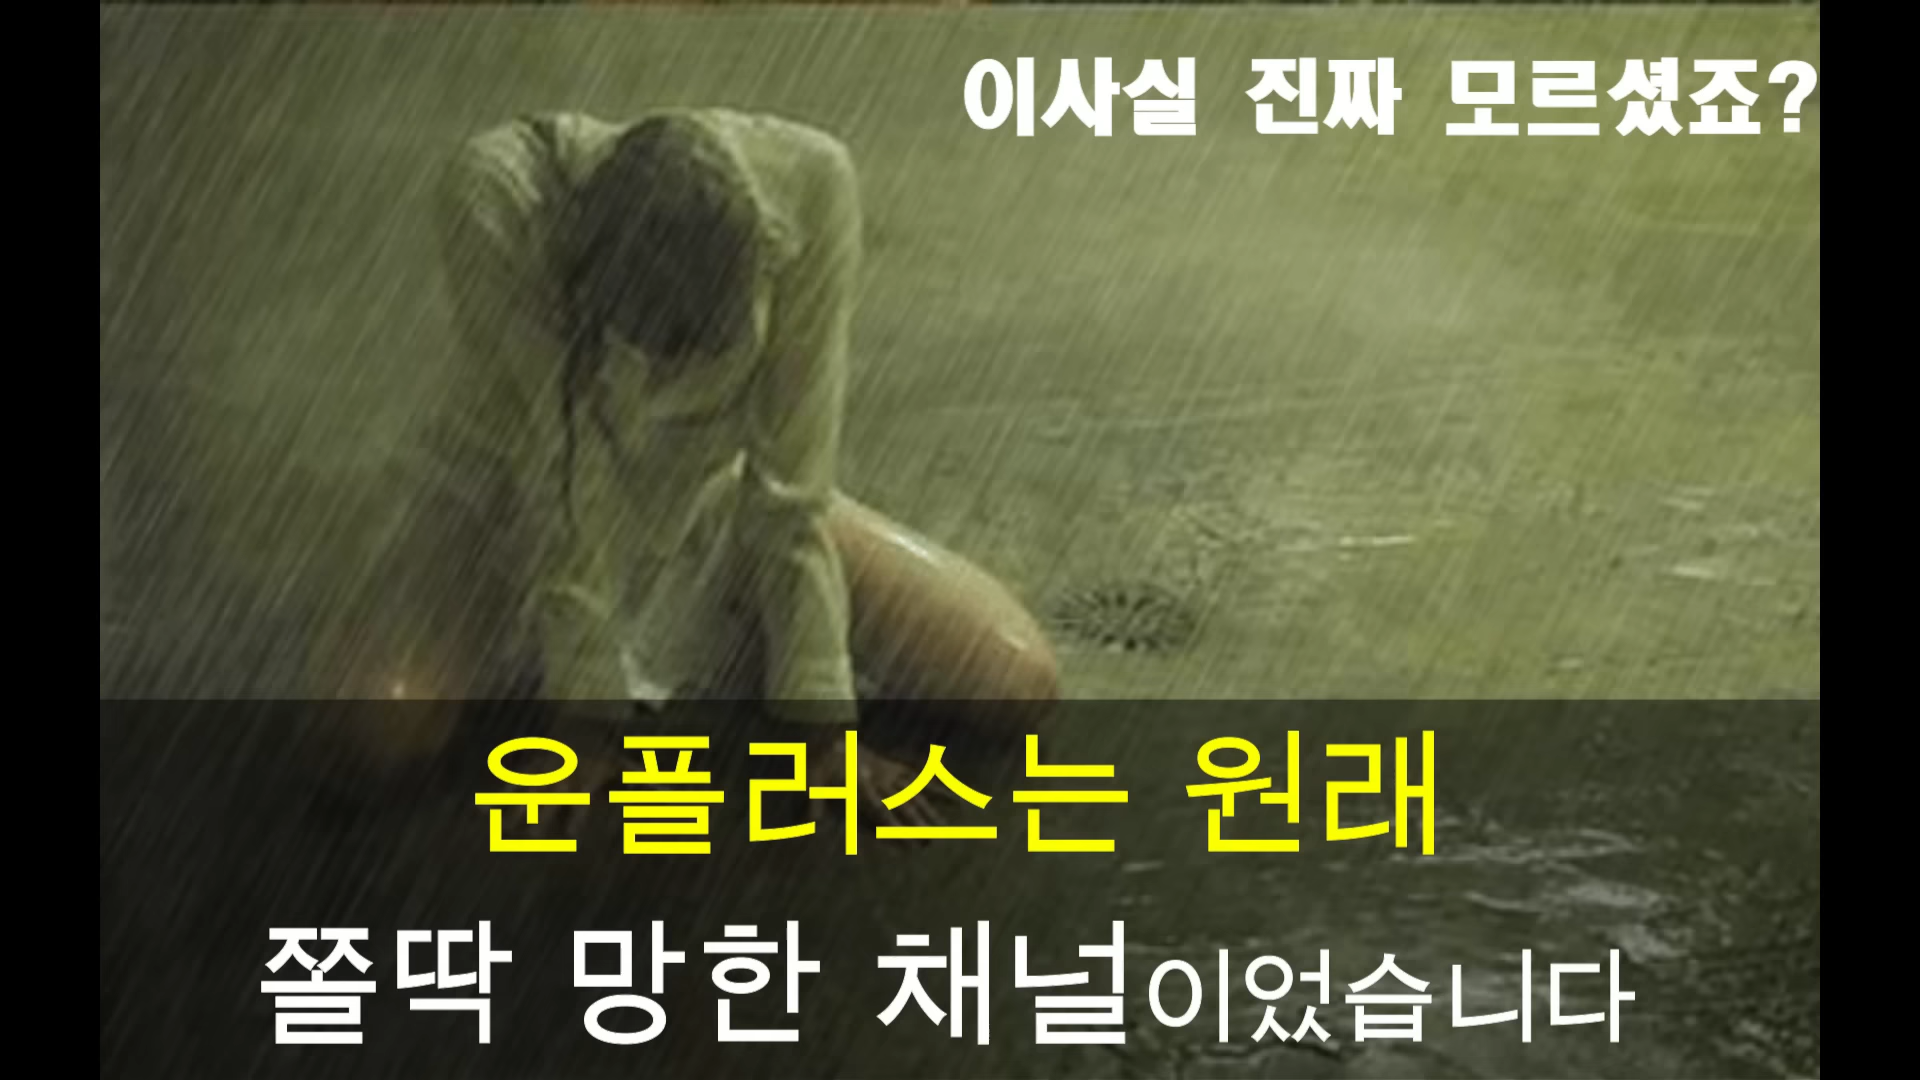 이사실 진짜 모르셨죠?
운플러스는 원래
쫄딱 망한 채널이었습니다